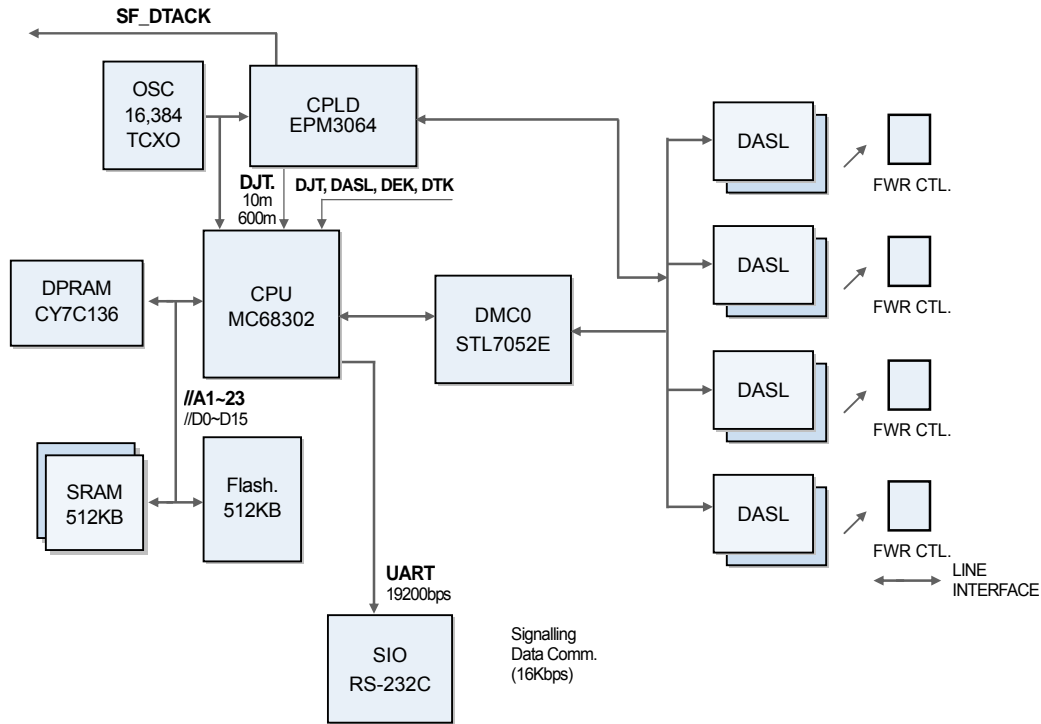 SF_DTACK
OSC
16,384
TCXO
CPLD
EPM3064
DJT.
10m
600m
DJT, DASL, DEK, DTK
DPRAM
CY7C136
CPU
MC68302
DMC0
STL7052E
//A1~23
//D0~D15
SRAM
512KB
Flash.
512KB
UART
19200bps
SIO
RS-232C
Signalling
Data Comm.
(16Kbps)
DASL
FWR CTL.
DASL
FWR CTL.
DASL
FWR CTL.
DASL
FWR CTL.
LINE
INTERFACE